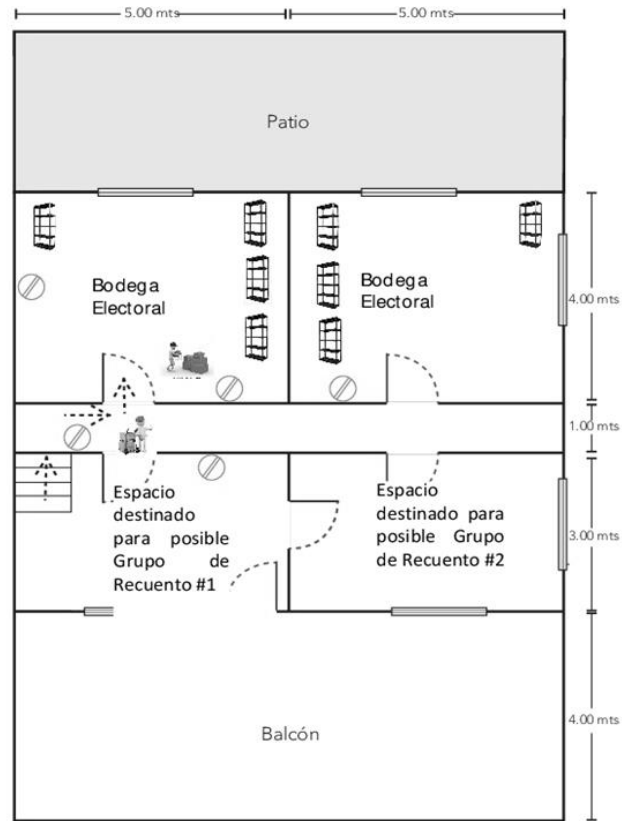 5.00 mts
5.00 mts
Patio
Bodega
Electoral
Bodega
Electoral
4.00 mts
1.00 mts
Espacio
destinado
para posible
Grupo de
Recuento #1
Espacio
destinado para
posible Grupo
de Recuento #2
3.00 mts
Balcón
4.00 mts